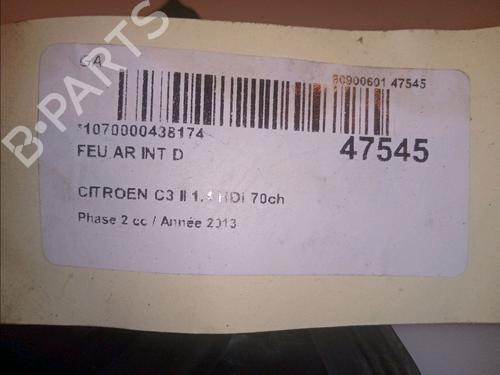 GA
80900601 47545
*1070000438174
47545
FEU AR INT D
CITROEN C3 II 1.4 HDI 70ch
Phase 2 cc / Année 2013
B-PARTS